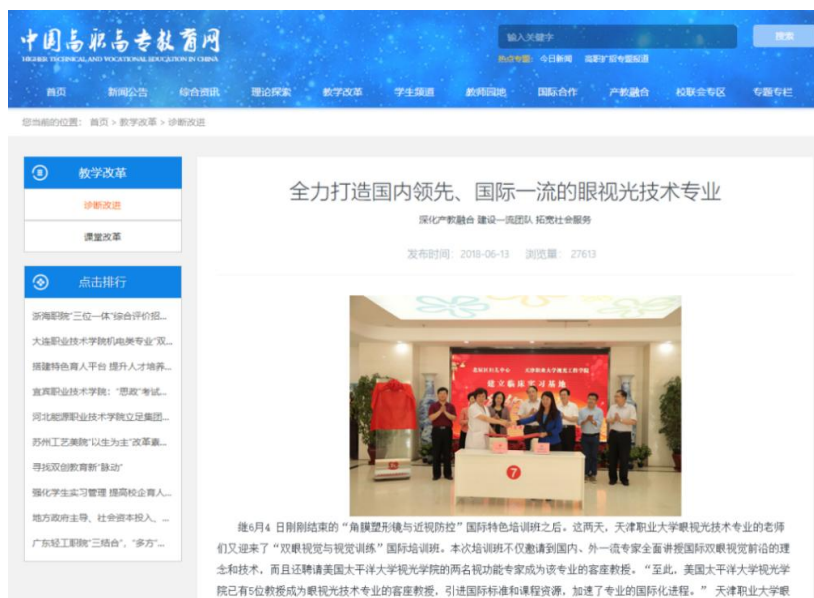 中国高职高专教育网
HIGHER TECHNICAL AND VOCATIONAL EDUCATION IN CHINA
输入关键字
搜索
热点专题: 今日新闻 高职扩招专题报道
首页 新闻公告 综合资讯 理论探索 教学改革 学生频道 教师园地 国际合作 产教融合 校联会专区 专题专栏
您当前的位置: 首页 > 教学改革 > 诊断改进
教学改革
诊断改进
课堂改革
点击排行
浙海职院“三位一体”综合评价招...
大连职业技术学院机电类专业“双...
搭建特色育人平台 提升人才培养...
宜宾职业技术学院:“思政”考试...
河北能源职业技术学院立足集团...
苏州工艺美院“以生为主”改革重...
寻找双创教育新“脉动”
强化学生实习管理 提高校企育人...
地方政府主导、社会资本投入、...
广东轻工职院“三结合”、“多方”...
全力打造国内领先、国际一流的眼视光技术专业
深化产教融合 建设一流团队 拓宽社会服务
发布时间: 2018-06-13 浏览量: 27613
天津职业大学眼视光工程学院
建立临床实习基地
7
继6月4 日刚刚结束的“角膜塑形镜与近视防控”国际特色培训班之后。这两天，天津职业大学眼视光技术专业的老师
们又迎来了“双眼视觉与视觉训练”国际培训班。本次培训班不仅邀请到国内、外一流专家全面讲授国际双眼视觉前沿的理
念和技术，而且还聘请美国太平洋大学视光学院的两名视功能专家成为该专业的客座教授。“至此，美国太平洋大学视光学
院已有5位教授成为眼视光技术专业的客座教授，引进国际标准和课程资源，加速了专业的国际化进程。” 天津职业大学眼